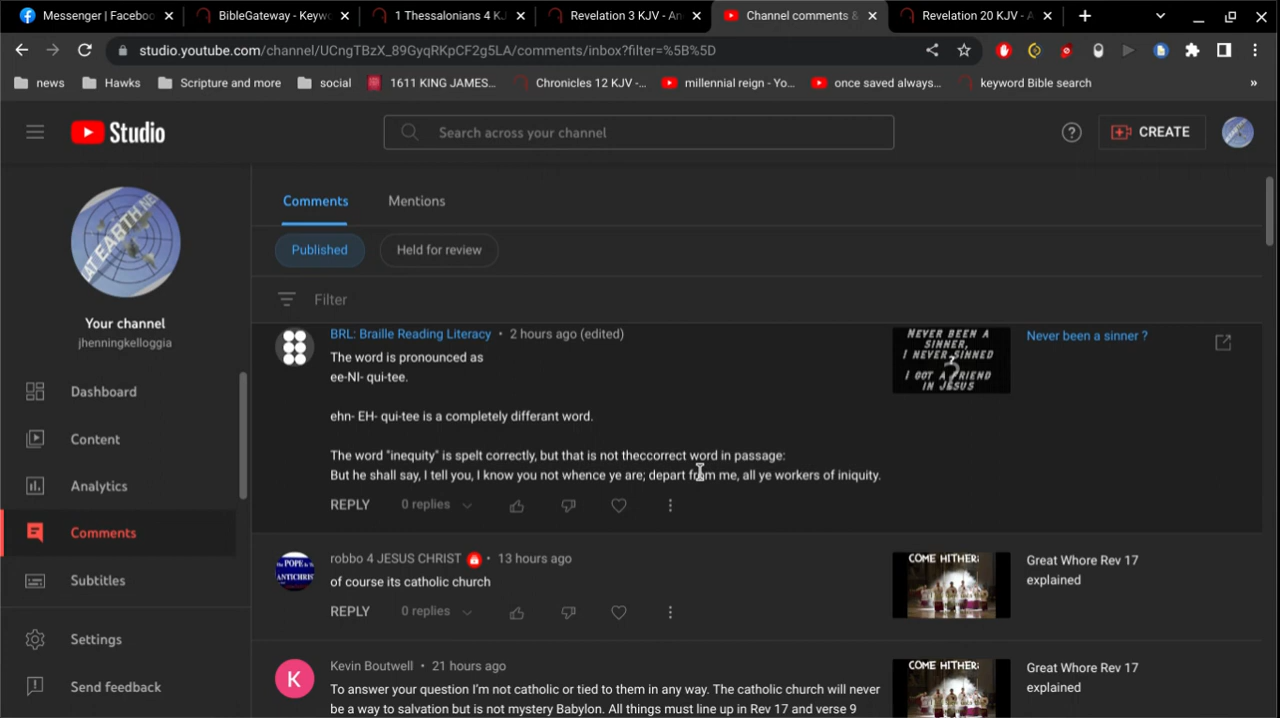 Messenger | Faceboo
BibleGateway - Keyw
1 Thessalonians 4 KJ
Revelation 3 KJV - An
Channel comments &
Revelation 20 KJV - A
studio.youtube.com/channel/UCngTBzX_89GyqRKpCF2g5LA/comments/inbox?filter=%5B%5D
news
Hawks
Scripture and more
social
1611 KING JAMES...
Chronicles 12 KJV -...
millennial reign - Yo...
once saved always...
keyword Bible search
»
Studio
Search across your channel
CREATE
Your channel
jhenningkelloggia
Dashboard
Content
Analytics
Comments
Subtitles
Settings
Send feedback
Comments
Mentions
Published
Held for review
Filter
BRL: Braille Reading Literacy • 2 hours ago (edited)
The word is pronounced as
ee-NI- qui-tee.
ehn- EH- qui-tee is a completely differant word.
The word "inequity" is spelt correctly, but that is not theccorrect word in passage:
But he shall say, I tell you, I know you not whence ye are; depart from me, all ye workers of iniquity.
REPLY
0 replies
NEVER BEEN A
SINNER,
I NEVER SINNED
?
I GOT A FRIEND
IN JESUS
Never been a sinner ?
robbo 4 JESUS CHRIST • 13 hours ago
of course its catholic church
REPLY
0 replies
COME HITHER;
Great Whore Rev 17
explained
K
Kevin Boutwell • 21 hours ago
To answer your question I'm not catholic or tied to them in any way. The catholic church will never
be a way to salvation but is not mystery Babylon. All things must line up in Rev 17 and verse 9
COME HITHER;
Great Whore Rev 17
explained